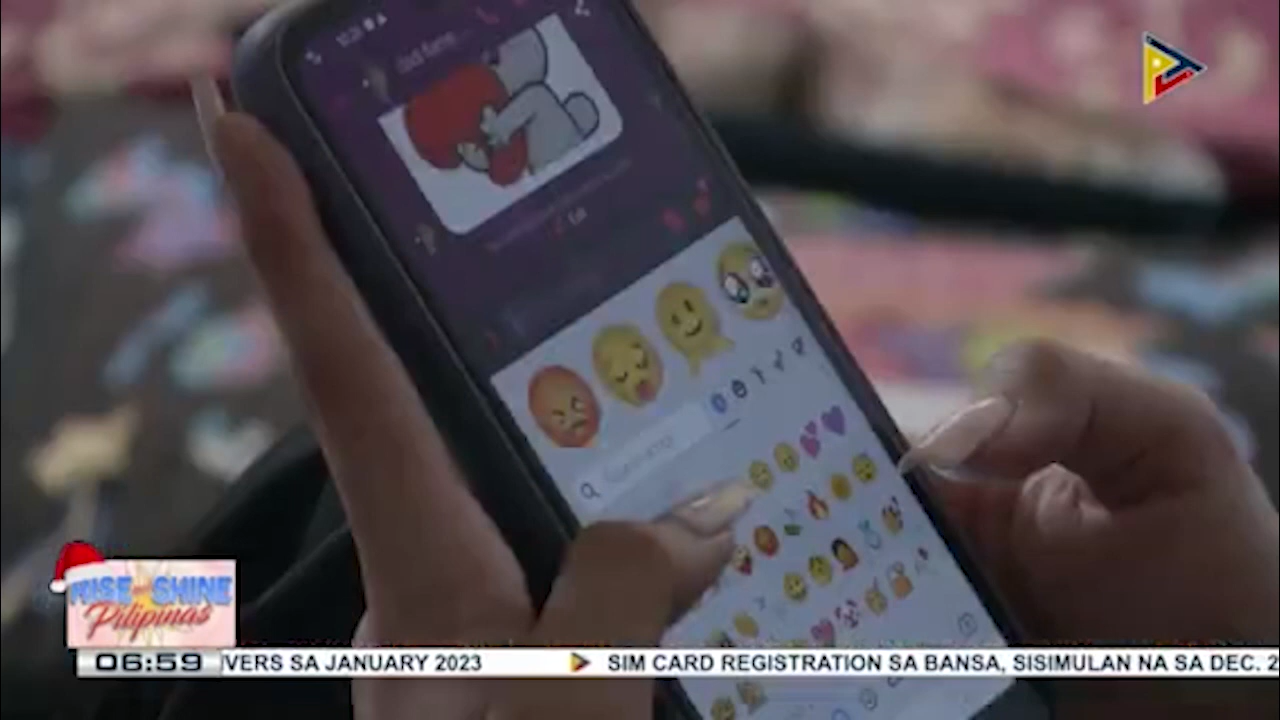 RISE AND SHINE
Pilipinas
06:59
VERS SA JANUARY 2023
SIM CARD REGISTRATION SA BANSA, SISIMULAN NA SA DEC. 2